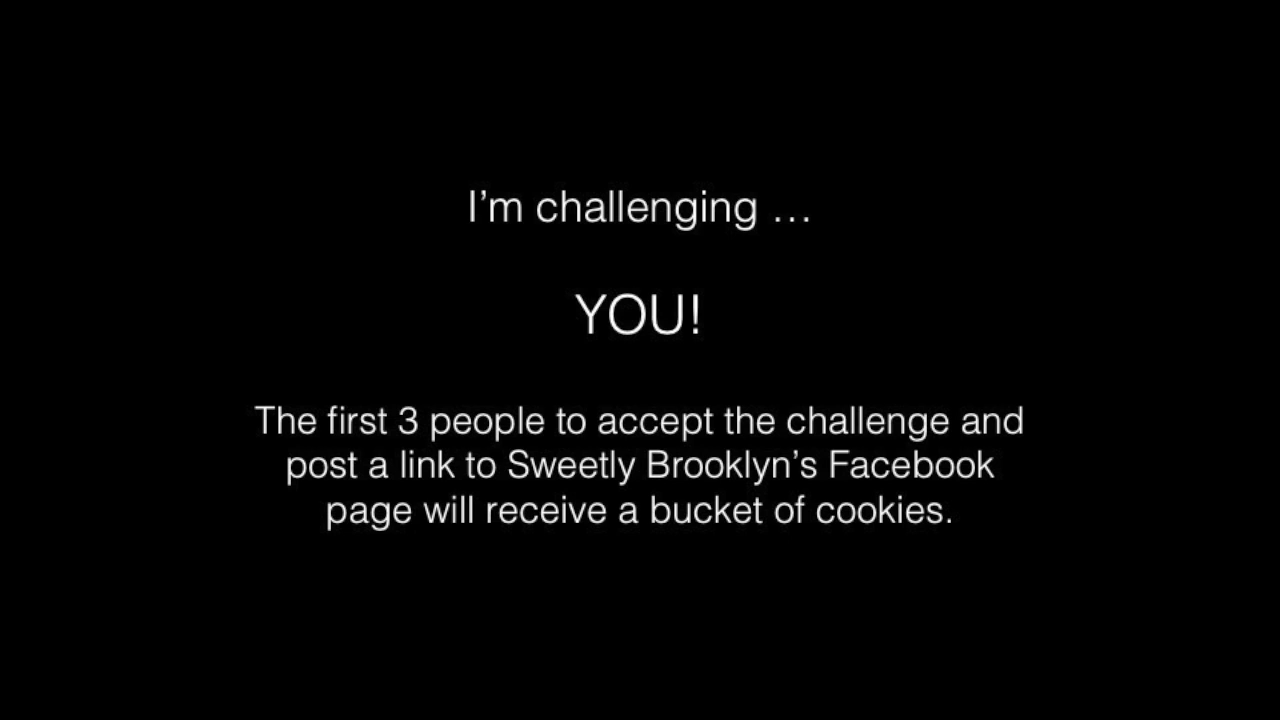 I'm challenging …
YOU!
The first 3 people to accept the challenge and
post a link to Sweetly Brooklyn's Facebook
page will receive a bucket of cookies.